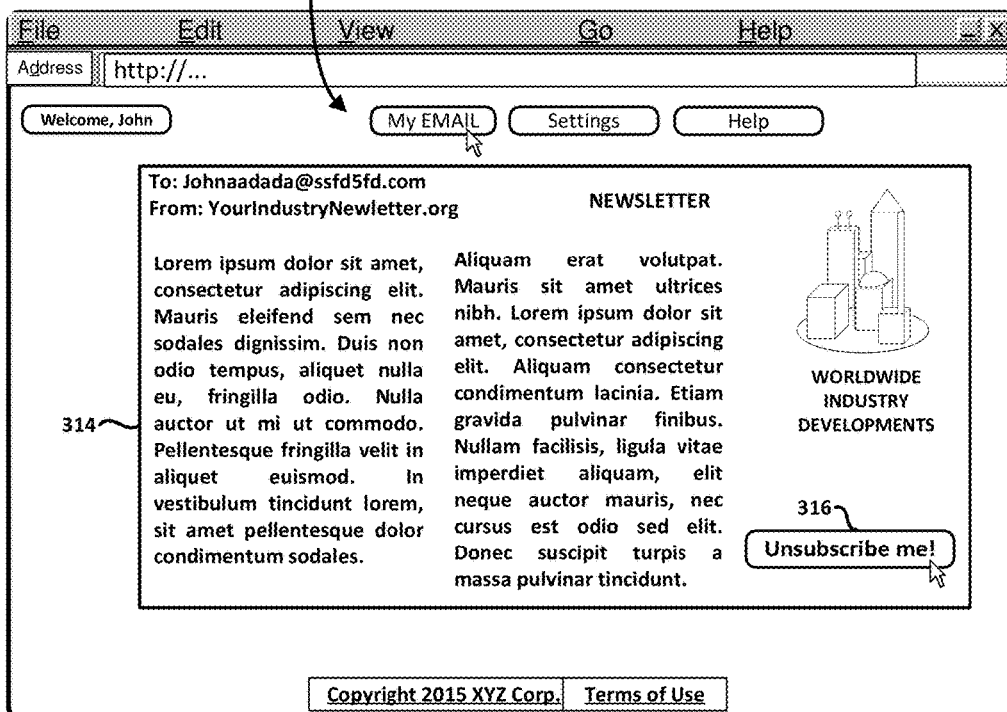 File Edit View Go Help _ X
Address http://...
Welcome, John My EMAIL Settings Help
To: Johnaadada@ssfd5fd.com
From: YourIndustryNewletter.org
NEWSLETTER
Lorem ipsum dolor sit amet,
consectetur adipiscing elit.
Mauris eleifend sem nec
sodales dignissim. Duis non
odio tempus, aliquet nulla
eu, fringilla odio. Nulla
auctor ut mi ut commodo.
Pellentesque fringilla velit in
aliquet euismod. In
vestibulum tincidunt lorem,
sit amet pellentesque dolor
condimentum sodales.
Aliquam erat volutpat.
Mauris sit amet ultrices
nibh. Lorem ipsum dolor sit
amet, consectetur adipiscing
elit. Aliquam consectetur
condimentum lacinia. Etiam
gravida pulvinar finibus.
Nullam facilisis, ligula vitae
imperdiet aliquam, elit
neque auctor mauris, nec
cursus est odio sed elit.
Donec suscipit turpis a
massa pulvinar tincidunt.
WORLDWIDE
INDUSTRY
DEVELOPMENTS
314
316
Unsubscribe me!
Copyright 2015 XYZ Corp. Terms of Use